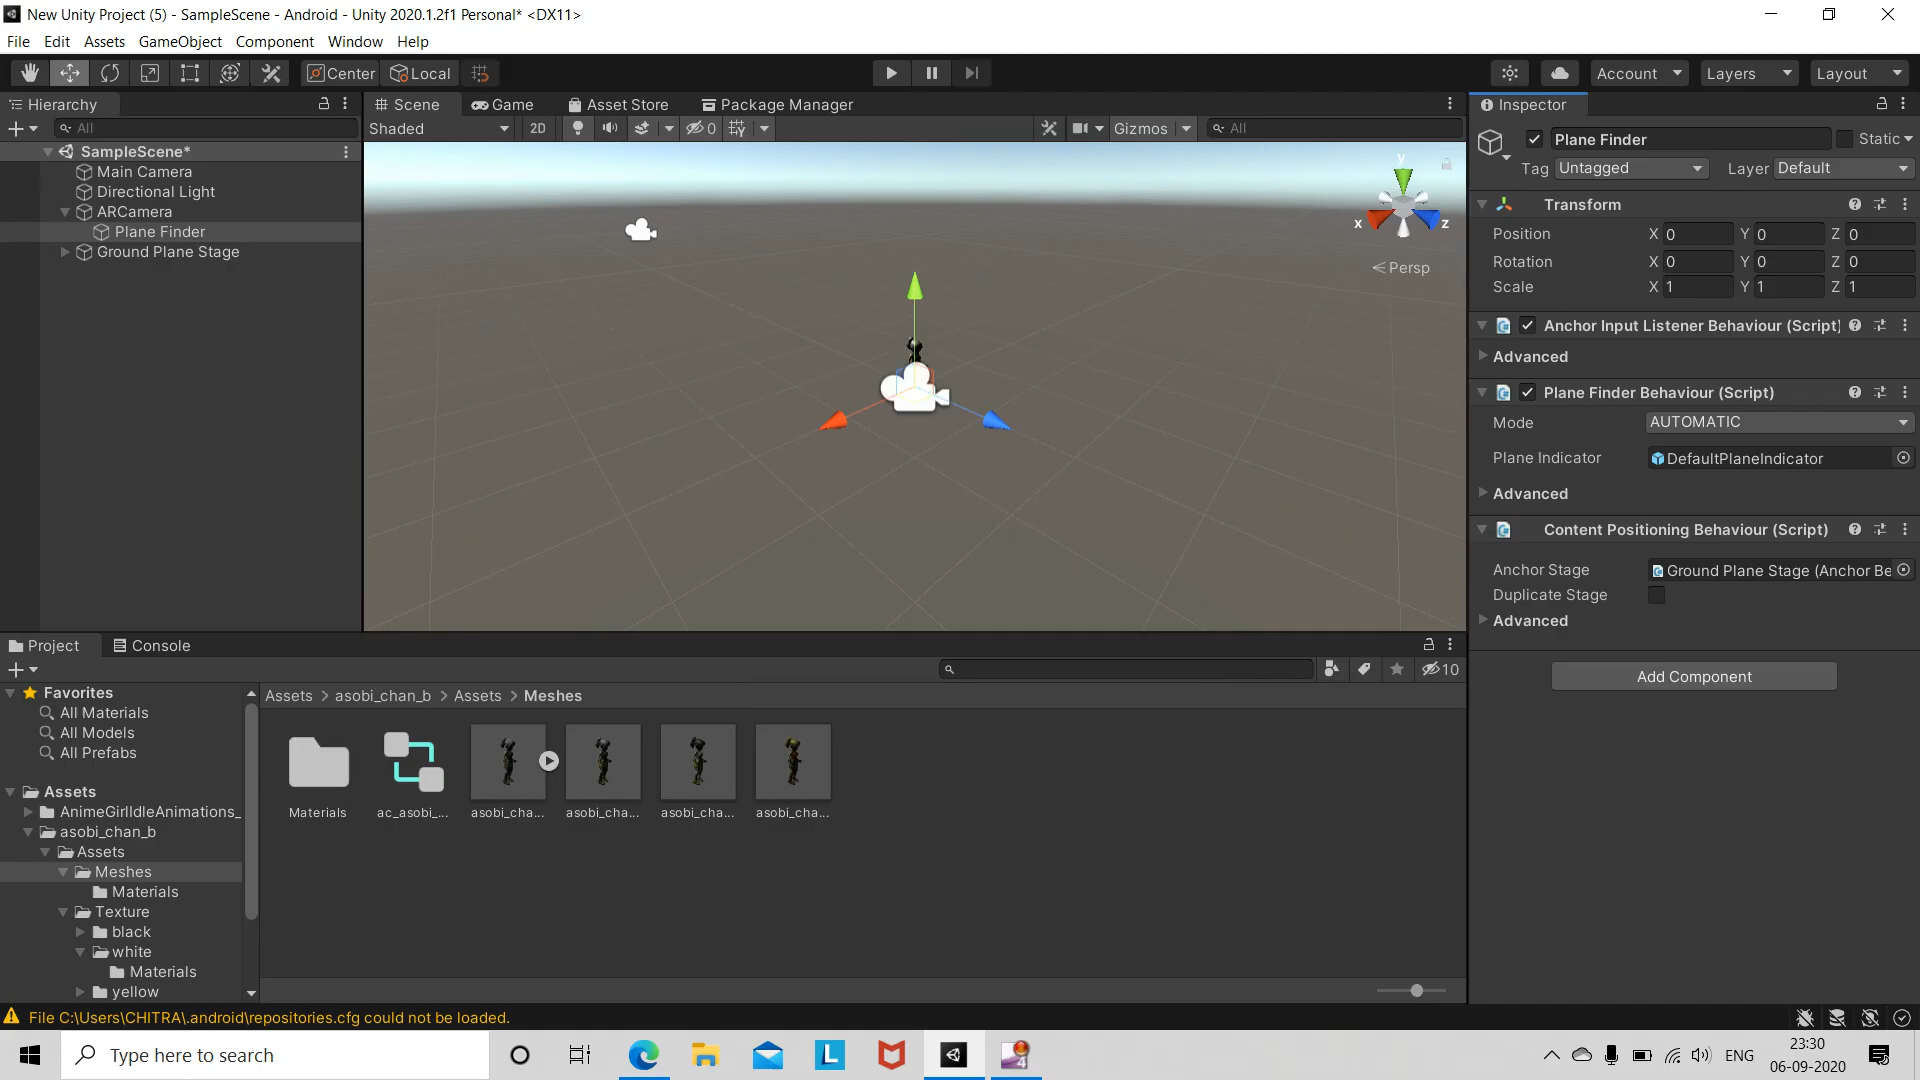 New Unity Project (5) - SampleScene - Android - Unity 2020.1.2f1 Personal* <DX11>
File Edit Assets GameObject Component Window Help
Center Local Account Layers Layout
Hierarchy
All
SampleScene*
Main Camera
Directional Light
ARCamera
Plane Finder
Ground Plane Stage
Scene Game Asset Store Package Manager
Shaded 2D 0 Gizmos All
y
x z
Persp
Inspector
Plane Finder Static
Tag Untagged Layer Default
Transform
Position X 0 Y 0 Z 0
Rotation X 0 Y 0 Z 0
Scale X 1 Y 1 Z 1
Anchor Input Listener Behaviour (Script)
Advanced
Plane Finder Behaviour (Script)
Mode AUTOMATIC
Plane Indicator DefaultPlaneIndicator
Advanced
Content Positioning Behaviour (Script)
Anchor Stage Ground Plane Stage (Anchor Be
Duplicate Stage
Advanced
Add Component
Project Console
10
Favorites
All Materials
All Models
All Prefabs
Assets
AnimeGirlIdleAnimations_
asobi_chan_b
Assets
Meshes
Materials
Texture
black
white
Materials
yellow
Assets > asobi_chan_b > Assets > Meshes
Materials ac_asobi_... asobi_cha... asobi_cha... asobi_cha... asobi_cha...
File C:\Users\CHITRA\.android\repositories.cfg could not be loaded.
Type here to search
L
4
ENG
23:30
06-09-2020